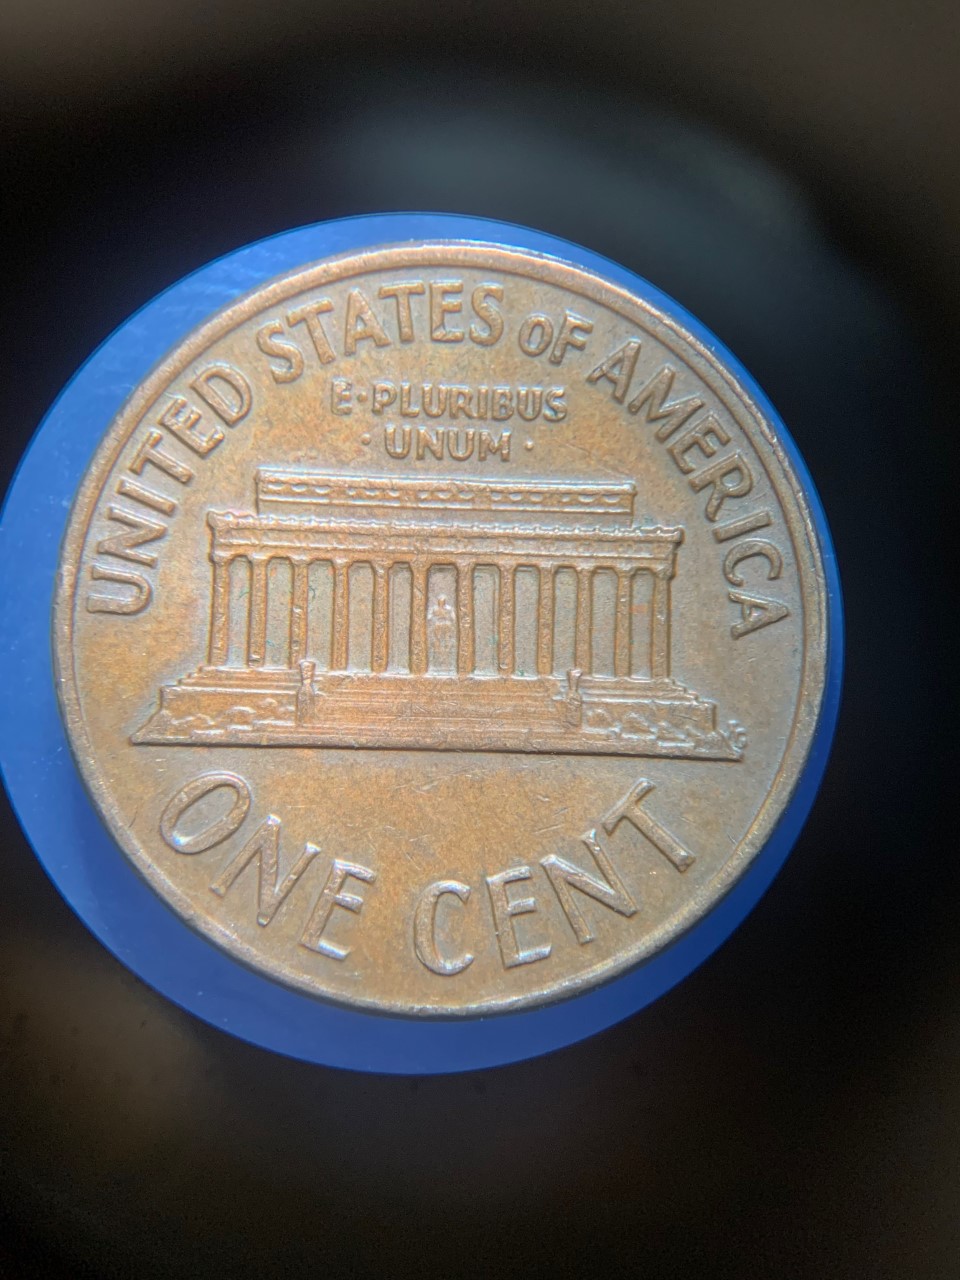 UNITED STATES OF AMERICA
E·PLURIBUS
·UNUM·
ONE CENT